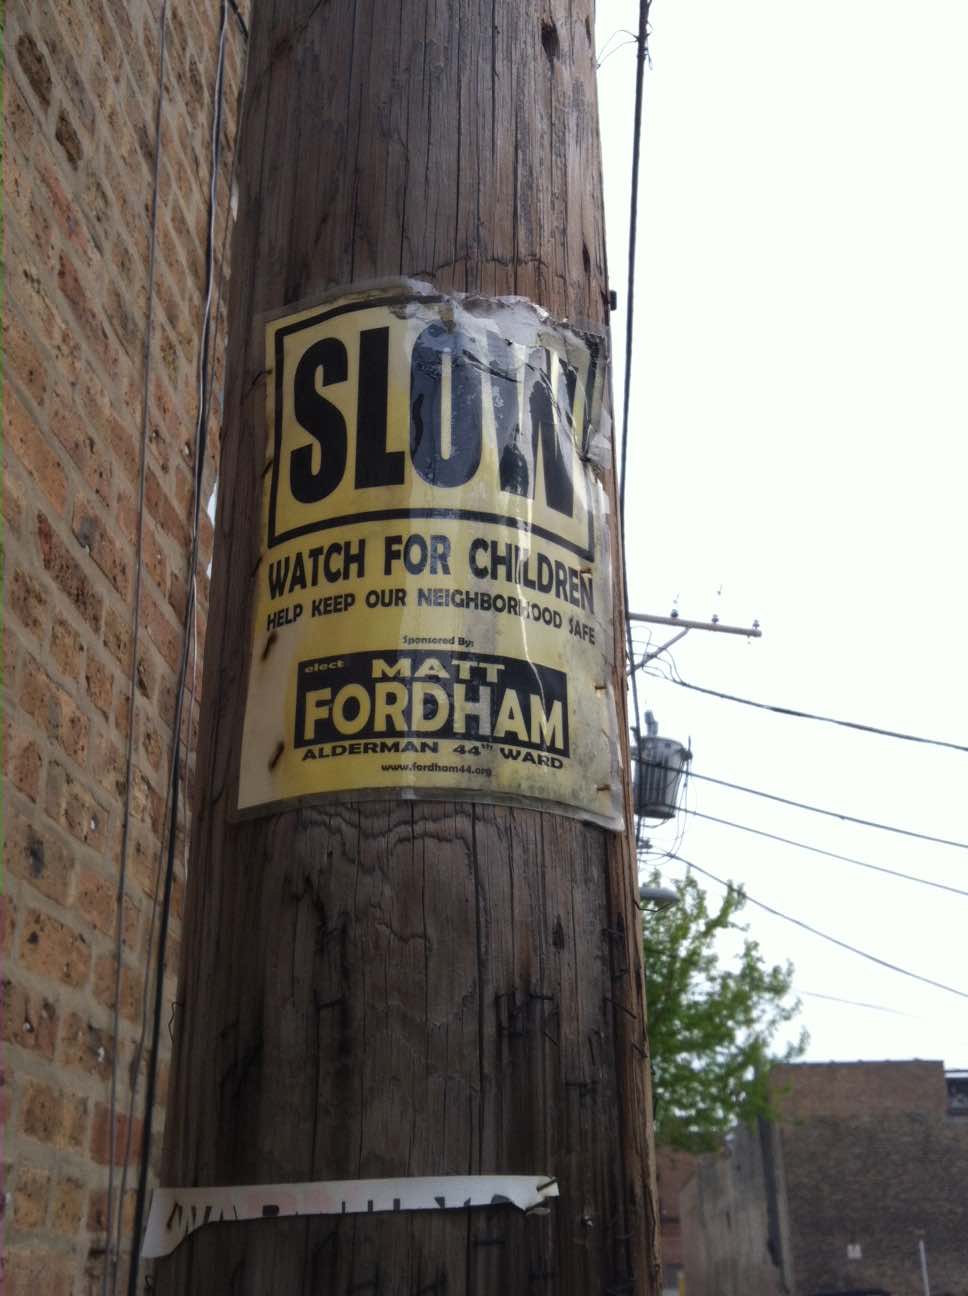 SLOW
WATCH FOR CHILDREN
HELP KEEP OUR NEIGHBORHOOD SAFE
Sponsored By:
elect MATT
FORDHAM
ALDERMAN 44th WARD
www.fordham44.org